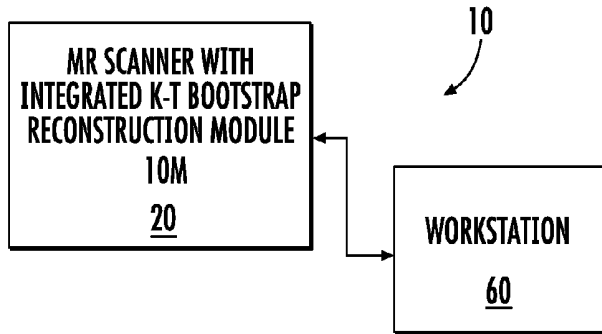 10
MR SCANNER WITH
INTEGRATED K-T BOOTSTRAP
RECONSTRUCTION MODULE
10M
20
WORKSTATION
60